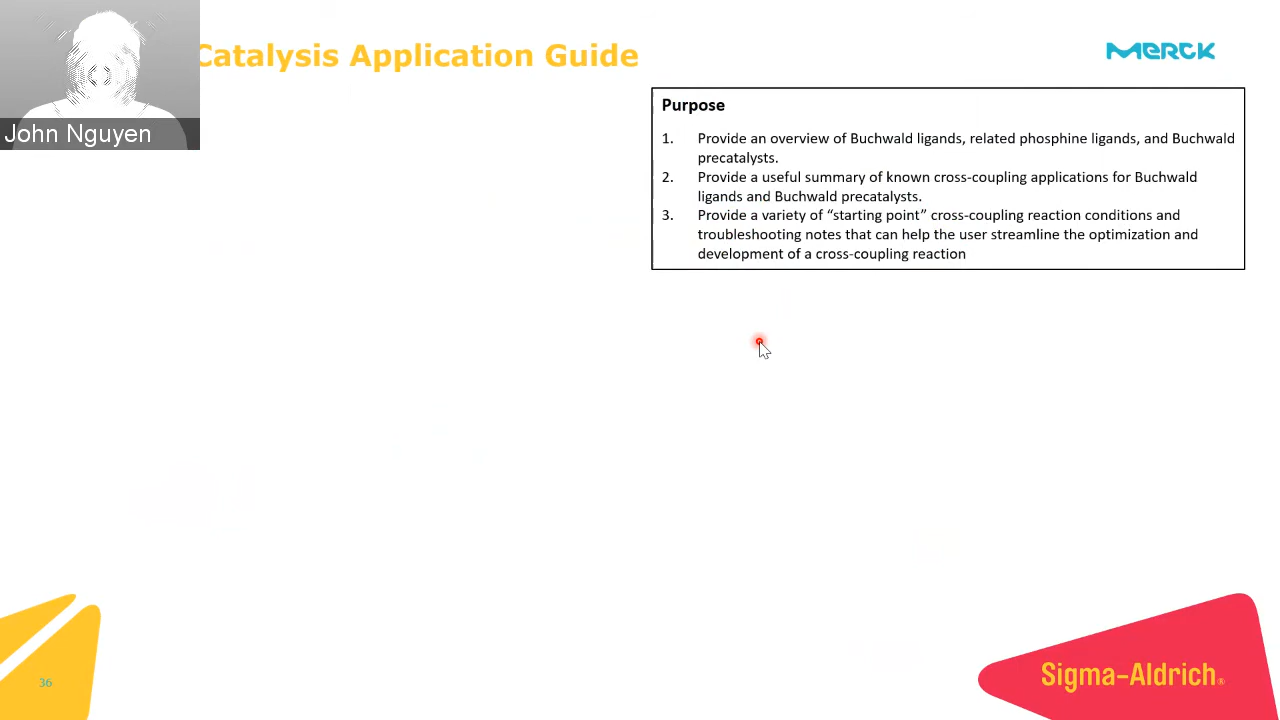 Catalysis Application Guide
MERCK
John Nguyen
Purpose
1. Provide an overview of Buchwald ligands, related phosphine ligands, and Buchwald
precatalysts.
2. Provide a useful summary of known cross-coupling applications for Buchwald
ligands and Buchwald precatalysts.
3. Provide a variety of “starting point” cross-coupling reaction conditions and
troubleshooting notes that can help the user streamline the optimization and
development of a cross-coupling reaction
36
Sigma-Aldrich®